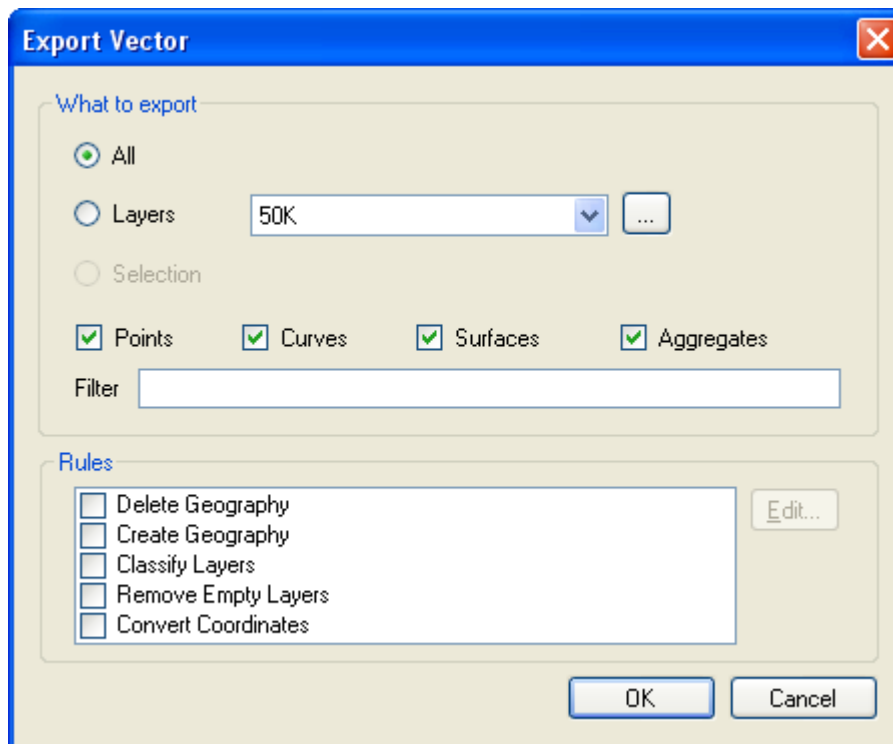 Export Vector
What to export
All
Layers 50K ...
Selection
Points Curves Surfaces Aggregates
Filter
Rules
Delete Geography
Edit...
Create Geography
Classify Layers
Remove Empty Layers
Convert Coordinates
OK Cancel